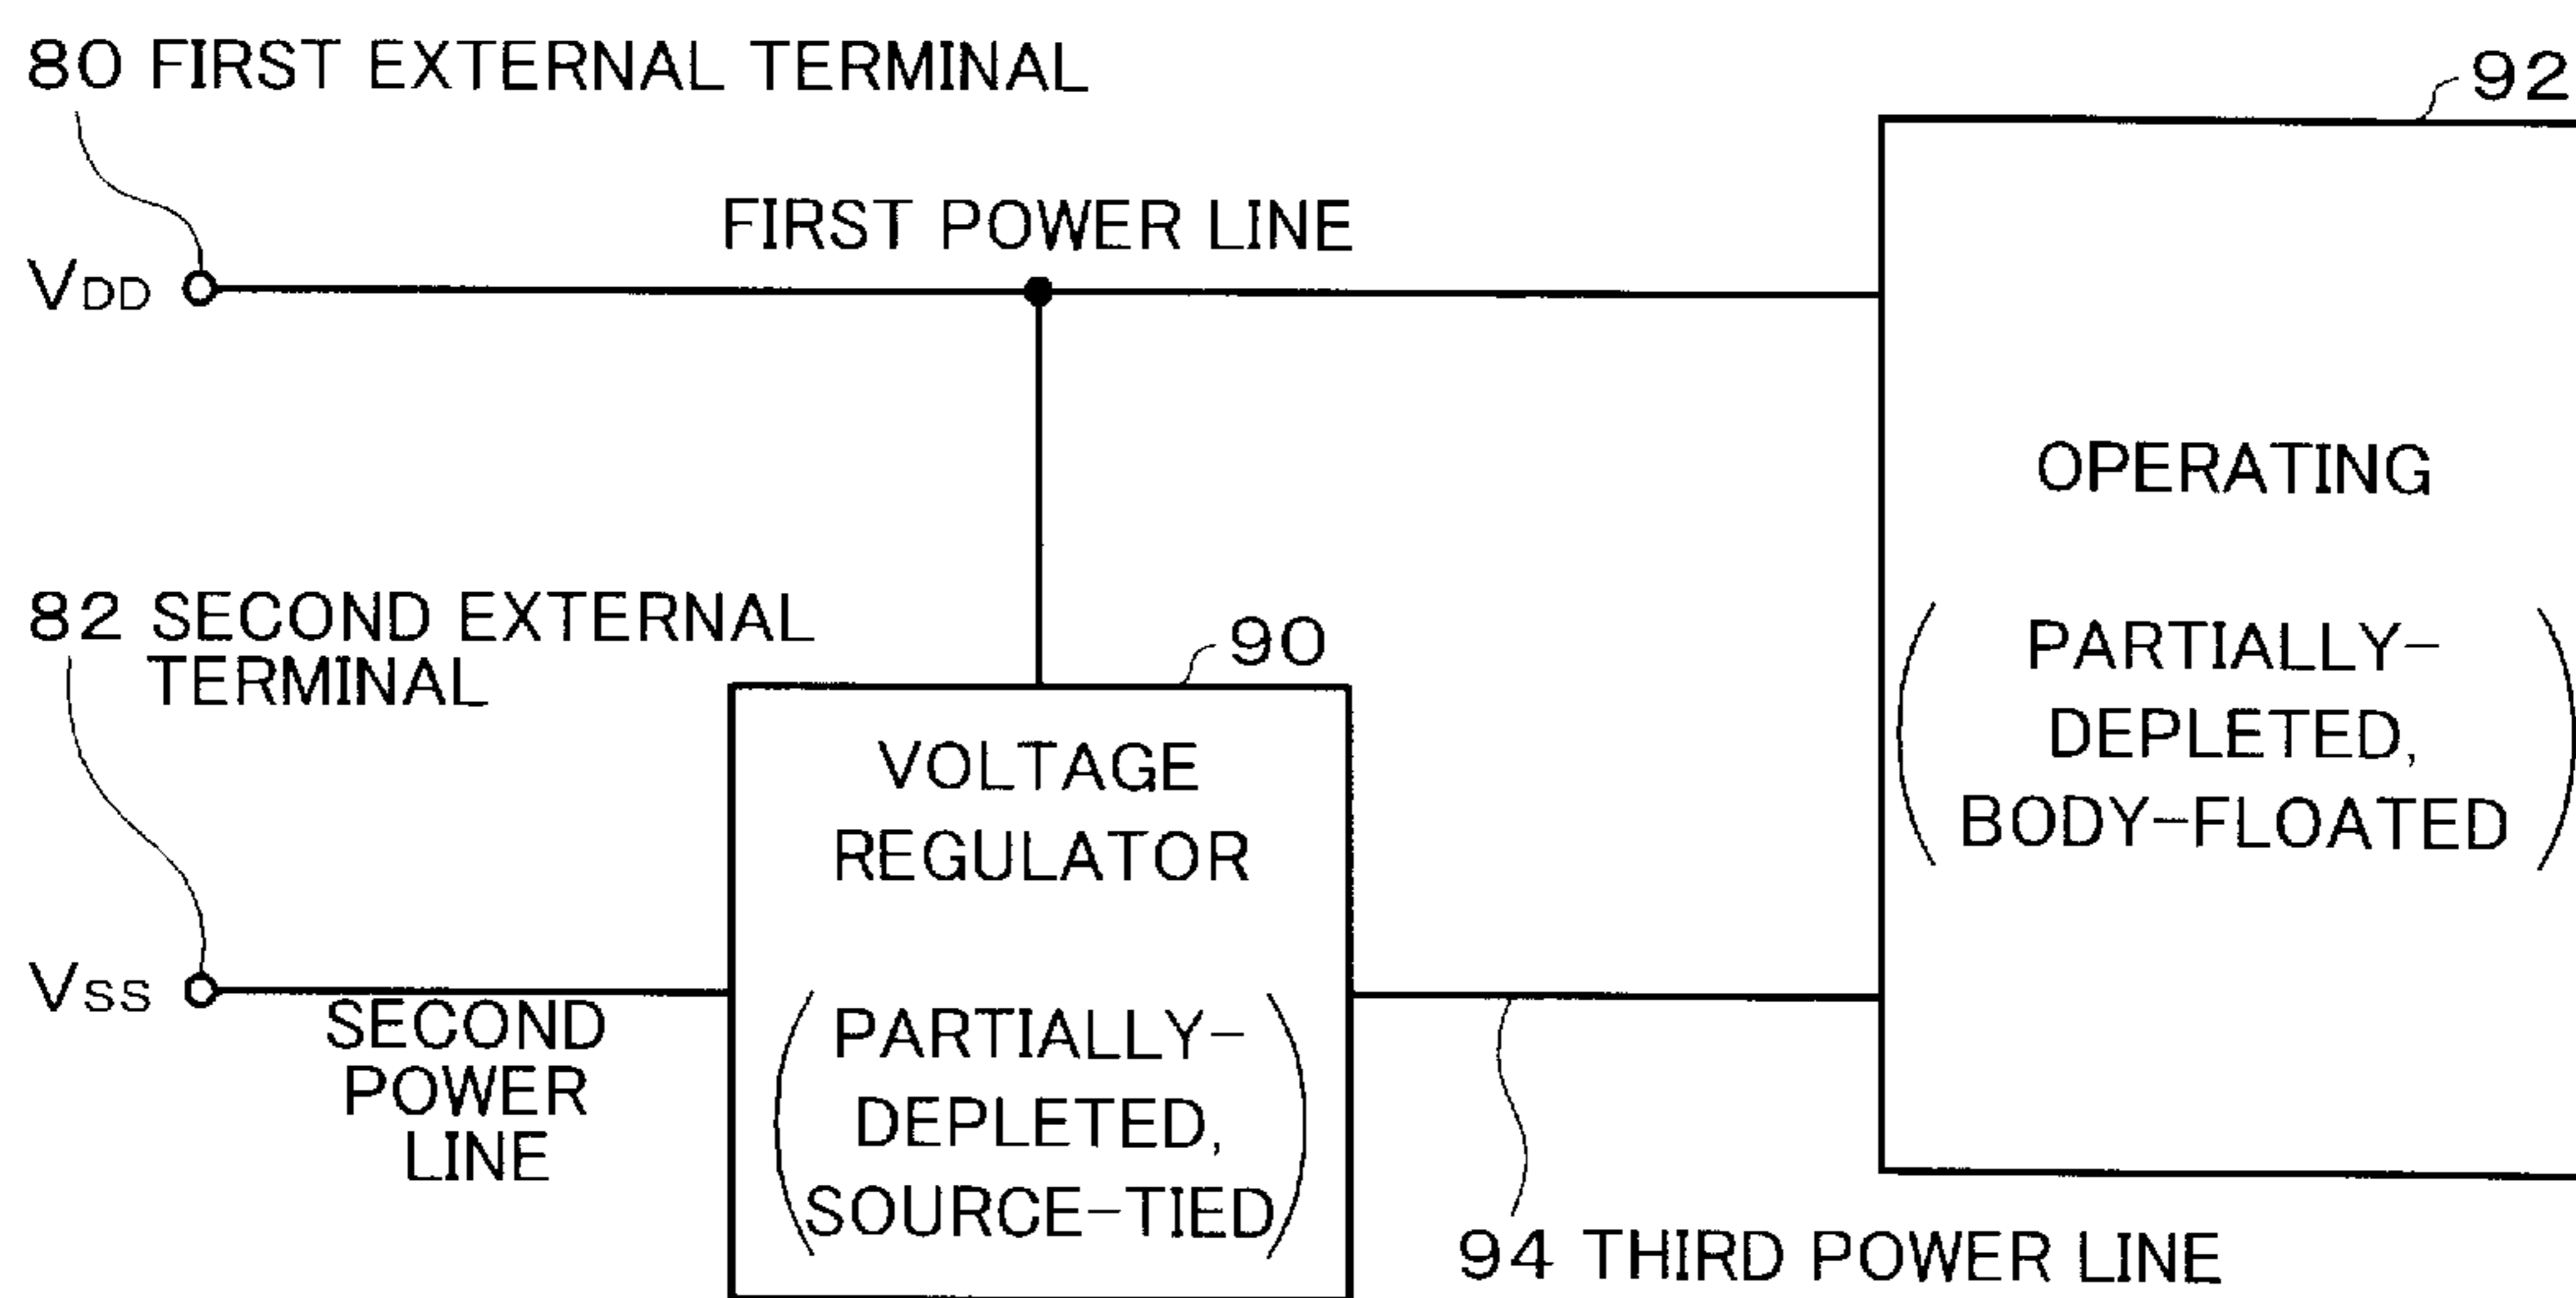 80 FIRST EXTERNAL TERMINAL
92
FIRST POWER LINE
VDD
OPERATING
82 SECOND EXTERNAL
TERMINAL
90
PARTIALLY-
DEPLETED,
BODY-FLOATED
VOLTAGE
REGULATOR
VSS
SECOND
POWER
LINE
PARTIALLY-
DEPLETED,
SOURCE-TIED
94 THIRD POWER LINE